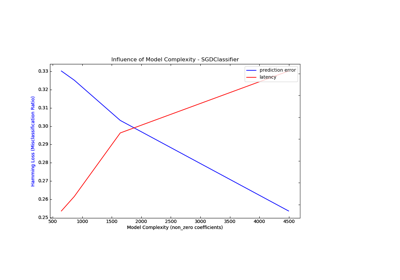 Influence of Model Complexity - SGDClassifier
prediction error
latency
0.33
0.32
0.31
0.30
0.29
0.28
0.27
0.26
0.25
Hamming Loss (Misclassification Ratio)
500 1000 1500 2000 2500 3000 3500 4000 4500
Model Complexity (non_zero coefficients)